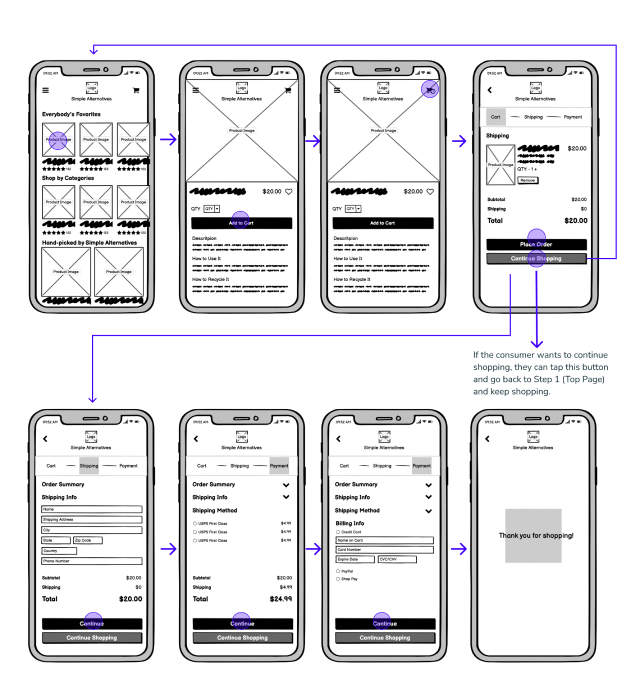 09:52 AM
Logo
Simple Alternatives
Everybody's Favorites
Product Image
Product Image
Product Image
Shop by Categories
Product Image
Product Image
Product Image
Hand-picked by Simple Alternatives
Product Image
Product Image
09:52 AM
Logo
Simple Alternatives
Product Image
$20.00
QTY
QTY
Add to Cart
Descritpion
How to Use It
How to Recycle It
09:52 AM
Simple Alternatives
Product Image
$20.00
QTY
QTY
Add to Cart
Descritpion
How to Use It
How to Recycle It
09:52 AM
Logo
Simple Alternatives
Cart
Shipping
Payment
Shipping
Product Image
$20.00
QTY - 1 +
Remove
Subtotal $20.00
Shipping $0
Total $20.00
Place Order
Continue Shopping
If the consumer wants to continue
shopping, they can tap this button
and go back to Step 1 (Top Page)
and keep shopping.
09:52 AM
Logo
Simple Alternatives
Cart
Shipping
Payment
Order Summary
Shipping Info
Name
Shipping Address
City
State
Zip Code
Country
Phone Number
Subtotal $20.00
Shipping $0
Total $20.00
Continue
Continue Shopping
09:52 AM
Logo
Simple Alternatives
Cart
Shipping
Payment
Order Summary
Shipping Info
Shipping Method
USPS First Class $4.99
USPS First Class $4.99
USPS First Class $4.99
Subtotal $20.00
Shipping $4.99
Total $24.99
Continue
Continue Shopping
09:52 AM
Logo
Simple Alternatives
Cart
Shipping
Payment
Order Summary
Shipping Info
Shipping Method
Billing Info
Credit Card
Name on Card
Card Number
Expire Date
CVC/CVV
PayPal
Shop Pay
Continue
Continue Shopping
09:52 AM
Logo
Simple Alternatives
Thank you for shopping!